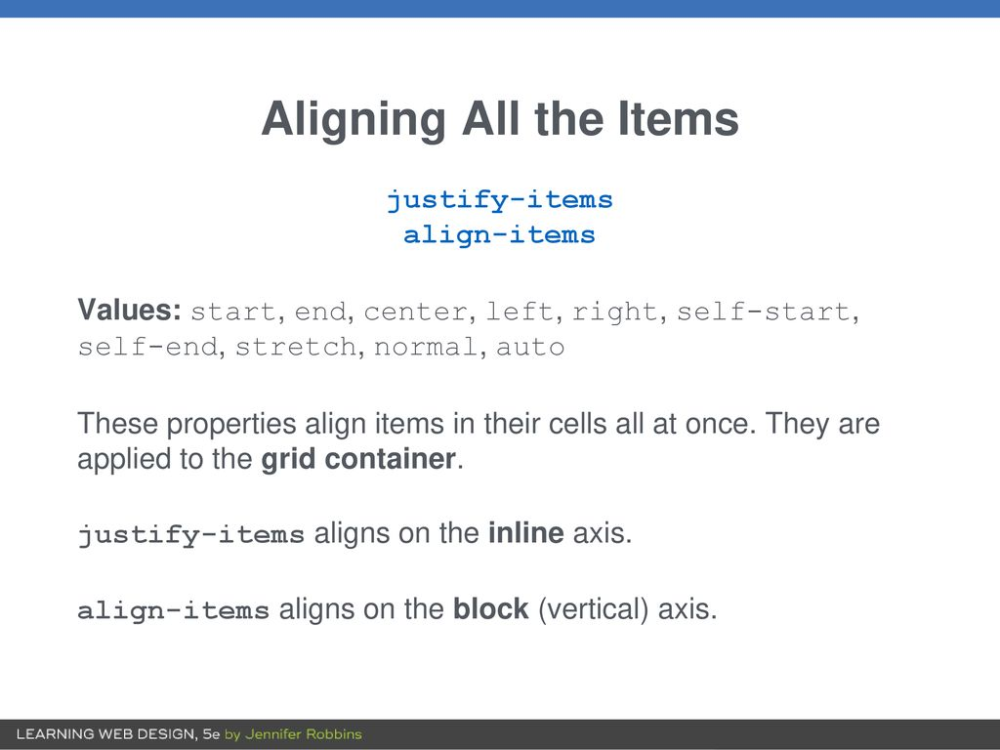 Aligning All the Items
justify-items
align-items
Values: start, end, center, left, right, self-start,
self-end, stretch, normal, auto
These properties align items in their cells all at once. They are
applied to the grid container.
justify-items aligns on the inline axis.
align-items aligns on the block (vertical) axis.
LEARNING WEB DESIGN, 5e by Jennifer Robbins